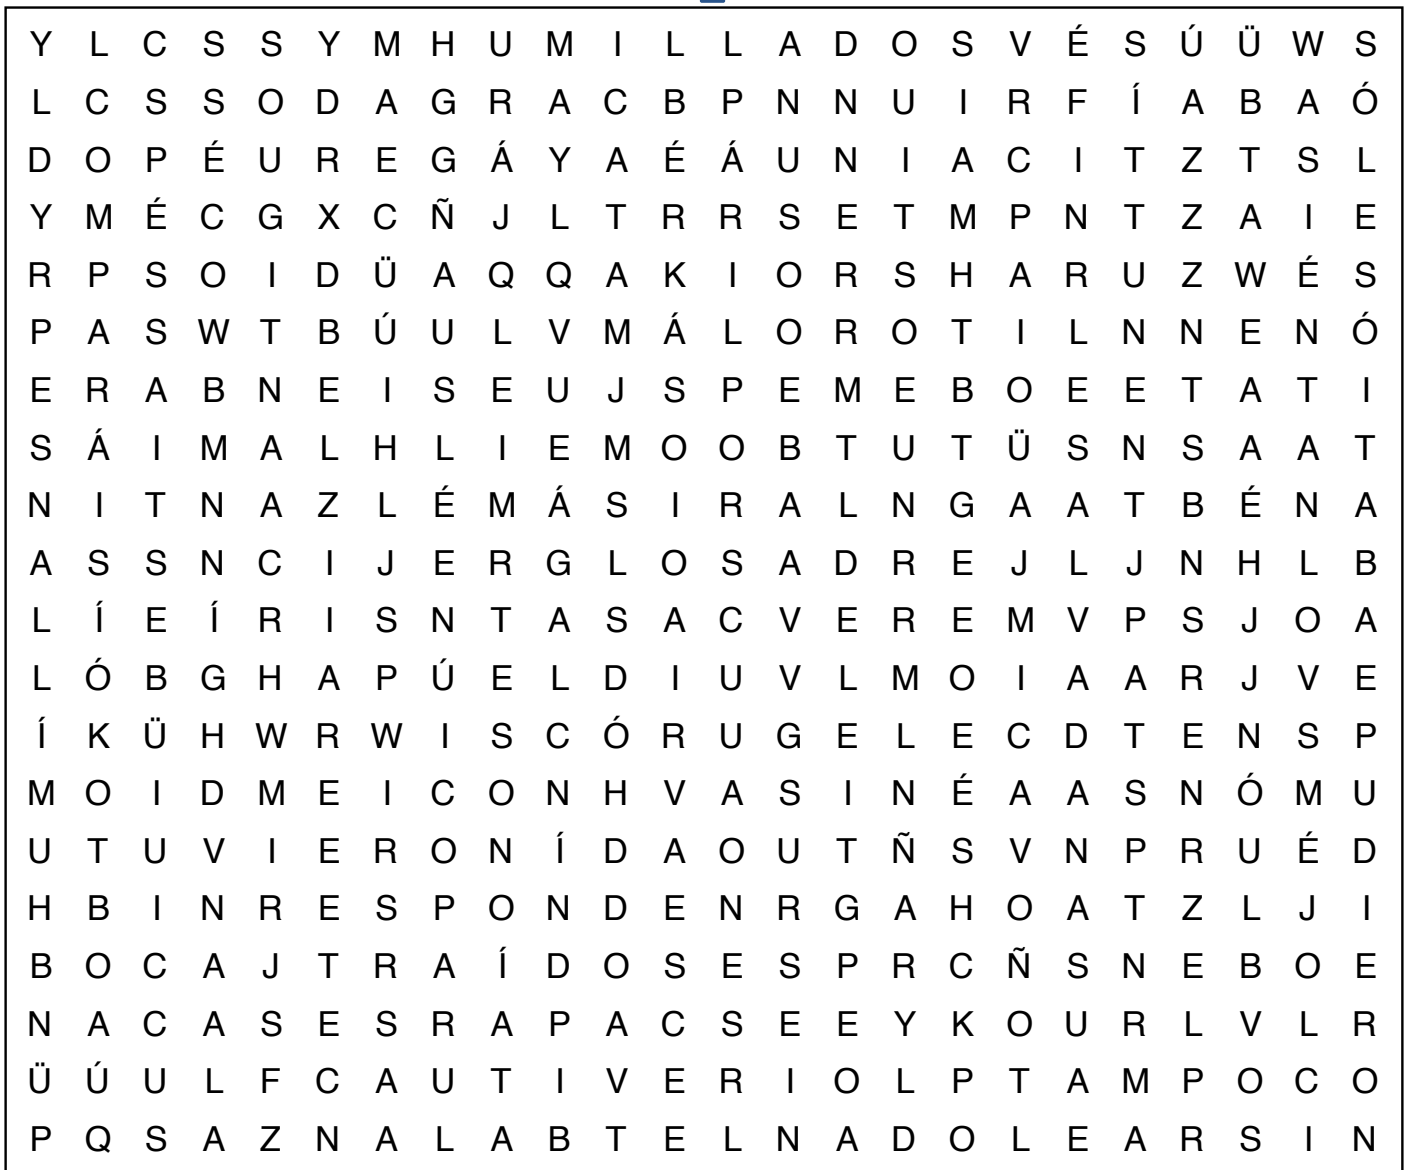 Y L C S S Y M H U M I L L A D O S V É S Ú Ü W S
L C S S O D A G R A C B P N N U I R F Í A B A Ó
D O P É U R E G Á Y A É Á U N I A C I T Z T S L
Y M É C G X C Ñ J L T R R S E T M P N T Z A I E
R P S O I D Ü A Q Q A K I O R S H A R U Z W É S
P A S W T B Ú U L V M Á L O R O T I L N N E N Ó
E R A B N E I S E U J S P E M E B O E E T A T I
S Á I M A L H L I E M O O B T U T Ü S N S A A T
N I T N A Z L É M Á S I R A L N G A A T B É N A
A S S N C I J E R G L O S A D R E J L J N H L B
L Í E Í R I S N T A S A C V E R E M V P S J O A
L Ó B G H A P Ú E L D I U V L M O I A A R J V E
Í K Ü H W R W I S C Ó R U G E L E C D T E N S P
M O I D M E I C O N H V A S I N É A A S N Ó M U
U T U V I E R O N Í D A O U T Ñ S V N P R U É D
H B I N R E S P O N D E N R G A H O A T Z L J I
B O C A J T R A Í D O S E S P R C Ñ S N E B O E
N A C A S E S R A P A C S E E Y K O U R L V L R
Ü Ú U L F C A U T I V E R I O L P T A M P O C O
P Q S A Z N A L A B T E L N A D O L E A R S I N